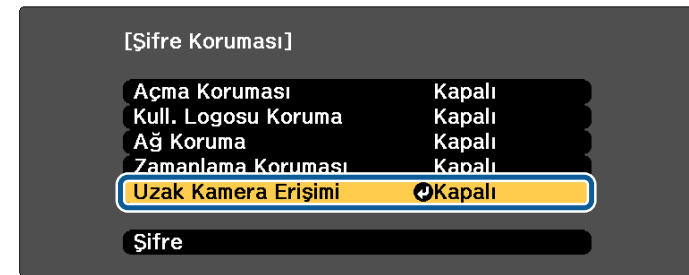 [Şifre Koruması]
Açma Koruması Kapalı
Kull. Logosu Koruma Kapalı
Ağ Koruma Kapalı
Zamanlama Koruması Kapalı
Uzak Kamera Erişimi Kapalı
Şifre